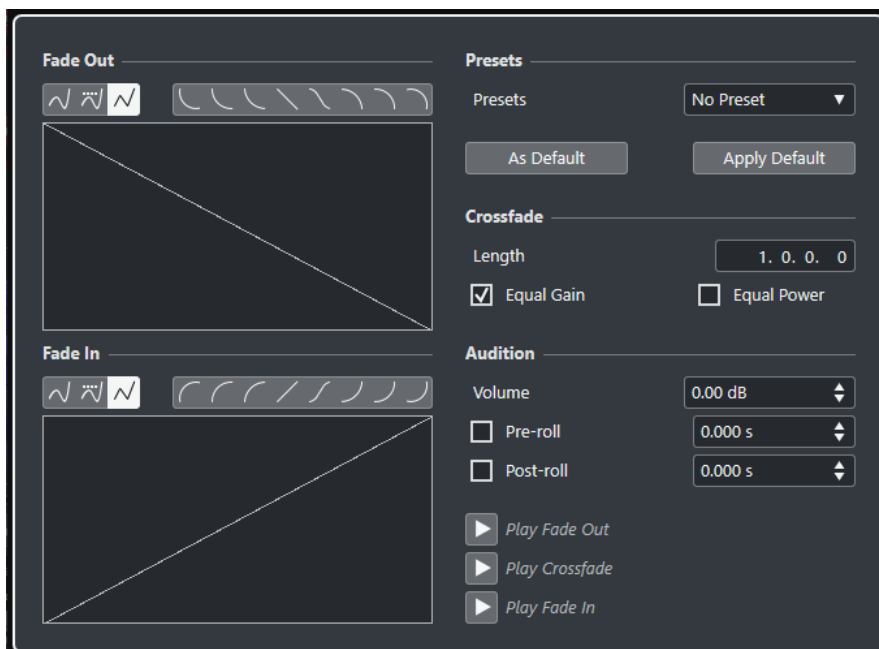 Fade Out
Fade In
Presets
Presets No Preset
As Default Apply Default
Crossfade
Length 1. 0. 0. 0
Equal Gain Equal Power
Audition
Volume 0.00 dB
Pre-roll 0.000 s
Post-roll 0.000 s
Play Fade Out
Play Crossfade
Play Fade In